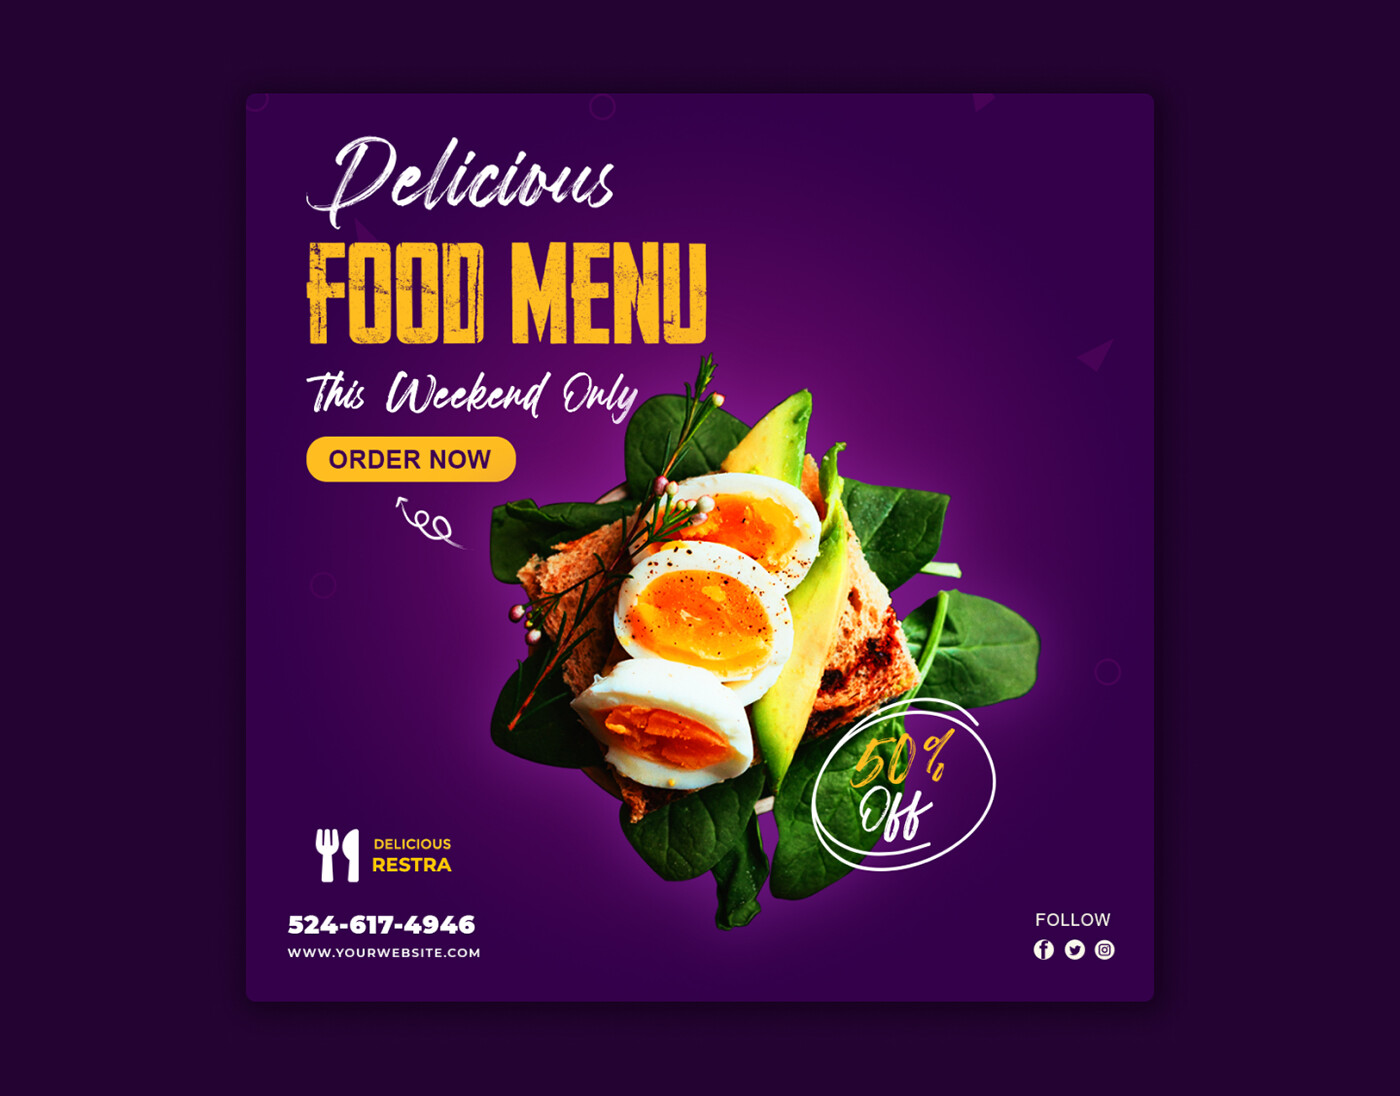 Delicious
FOOD MENU
This Weekend Only
ORDER NOW
50%
Off
DELICIOUS
RESTRA
524-617-4946
WWW.YOURWEBSITE.COM
FOLLOW